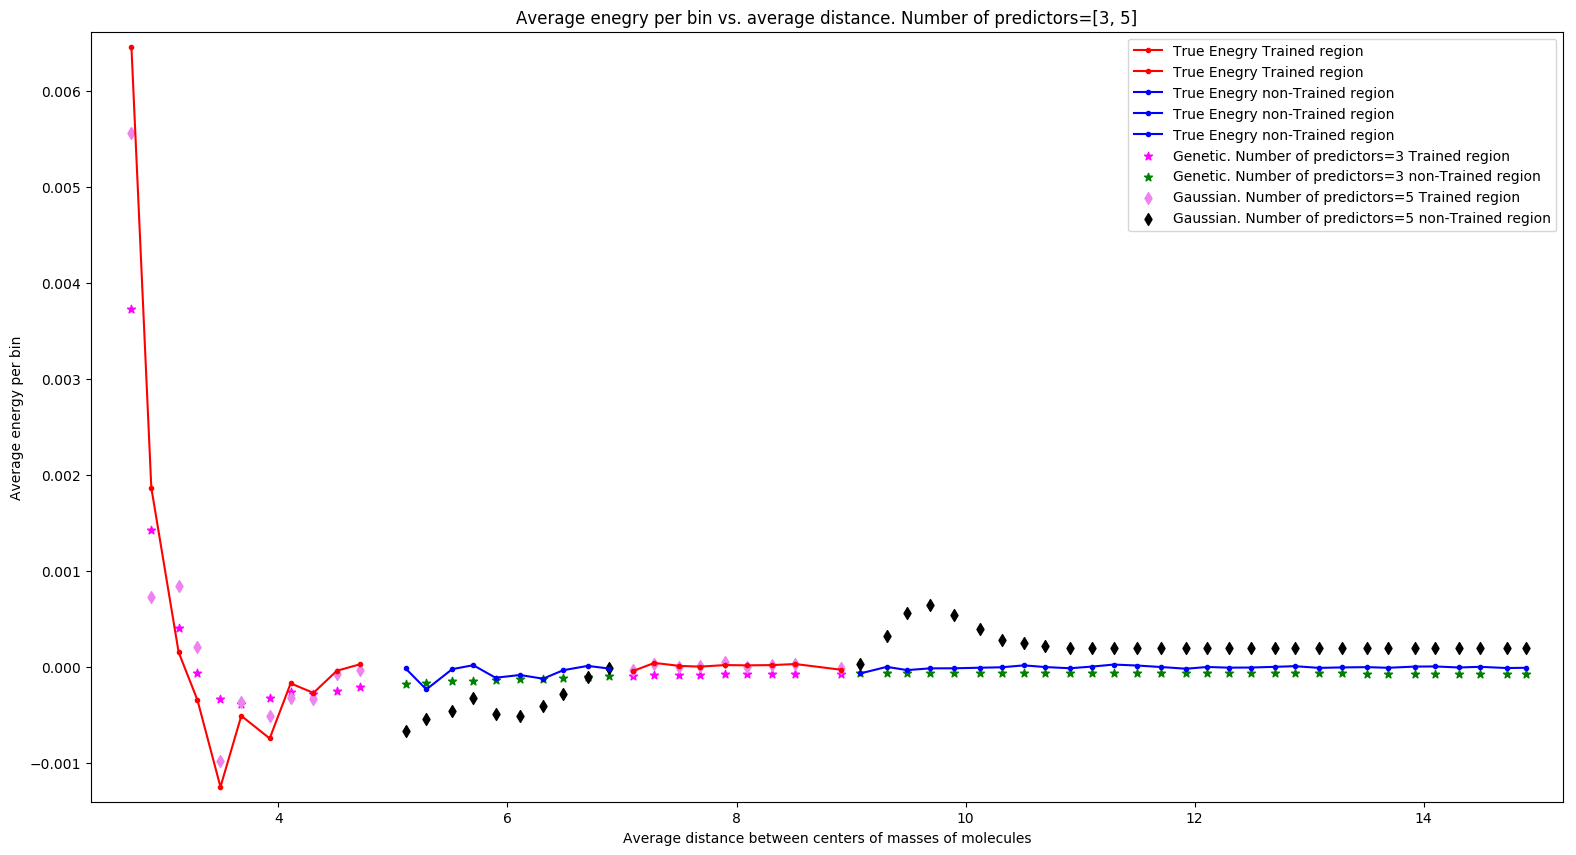 Average enegry per bin vs. average distance. Number of predictors=[3, 5]
True Enegry Trained region
True Enegry Trained region
True Enegry non-Trained region
True Enegry non-Trained region
True Enegry non-Trained region
Genetic. Number of predictors=3 Trained region
Genetic. Number of predictors=3 non-Trained region
Gaussian. Number of predictors=5 Trained region
Gaussian. Number of predictors=5 non-Trained region
Average energy per bin
0.006
0.005
0.004
0.003
0.002
0.001
0.000
−0.001
4
6
8
10
12
14
Average distance between centers of masses of molecules